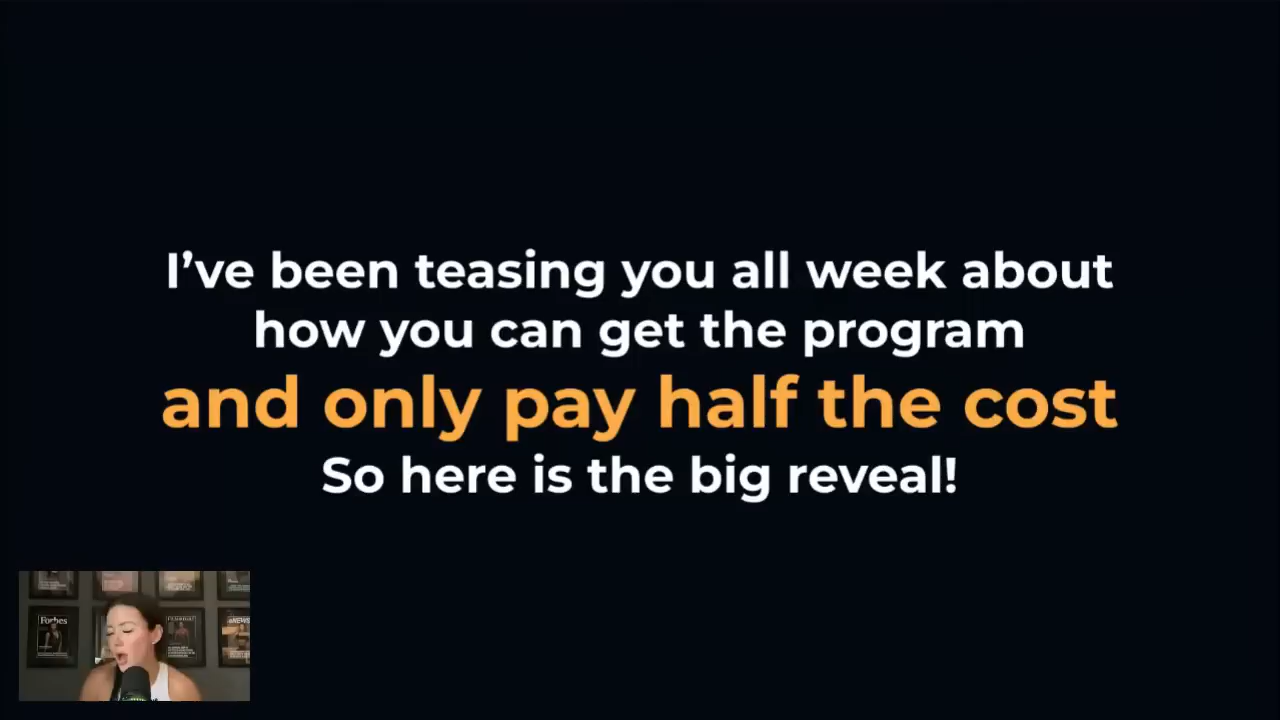 I’ve been teasing you all week about
how you can get the program
and only pay half the cost
So here is the big reveal!
Forbes